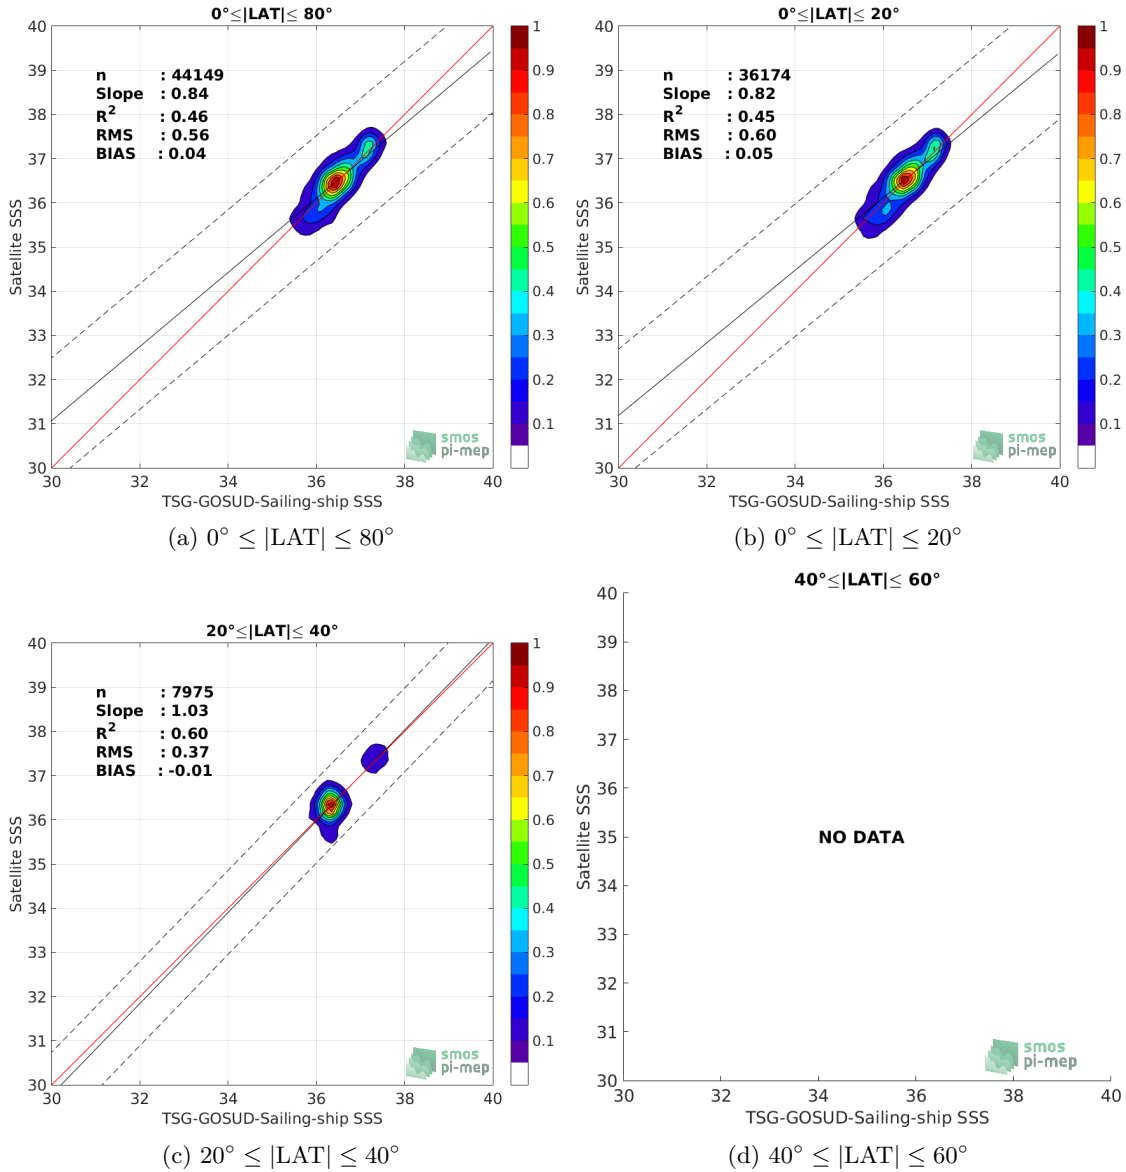 0°≤|LAT|≤ 80°
n : 44149
Slope : 0.84
R² : 0.46
RMS : 0.56
BIAS : 0.04
40
39
38
37
36
35
34
33
32
31
30
Satellite SSS
30 32 34 36 38 40
TSG-GOSUD-Sailing-ship SSS
1
0.9
0.8
0.7
0.6
0.5
0.4
0.3
0.2
0.1
smos
pi-mep
(a) 0° ≤ |LAT| ≤ 80°
0°≤|LAT|≤ 20°
n : 36174
Slope : 0.82
R² : 0.45
RMS : 0.60
BIAS : 0.05
40
39
38
37
36
35
34
33
32
31
30
Satellite SSS
30 32 34 36 38 40
TSG-GOSUD-Sailing-ship SSS
1
0.9
0.8
0.7
0.6
0.5
0.4
0.3
0.2
0.1
smos
pi-mep
(b) 0° ≤ |LAT| ≤ 20°
20°≤|LAT|≤ 40°
n : 7975
Slope : 1.03
R² : 0.60
RMS : 0.37
BIAS : -0.01
40
39
38
37
36
35
34
33
32
31
30
Satellite SSS
30 32 34 36 38 40
TSG-GOSUD-Sailing-ship SSS
1
0.9
0.8
0.7
0.6
0.5
0.4
0.3
0.2
0.1
smos
pi-mep
(c) 20° ≤ |LAT| ≤ 40°
40°≤|LAT|≤ 60°
40
39
38
37
36
35
34
33
32
31
30
Satellite SSS
NO DATA
30 32 34 36 38 40
TSG-GOSUD-Sailing-ship SSS
smos
pi-mep
(d) 40° ≤ |LAT| ≤ 60°